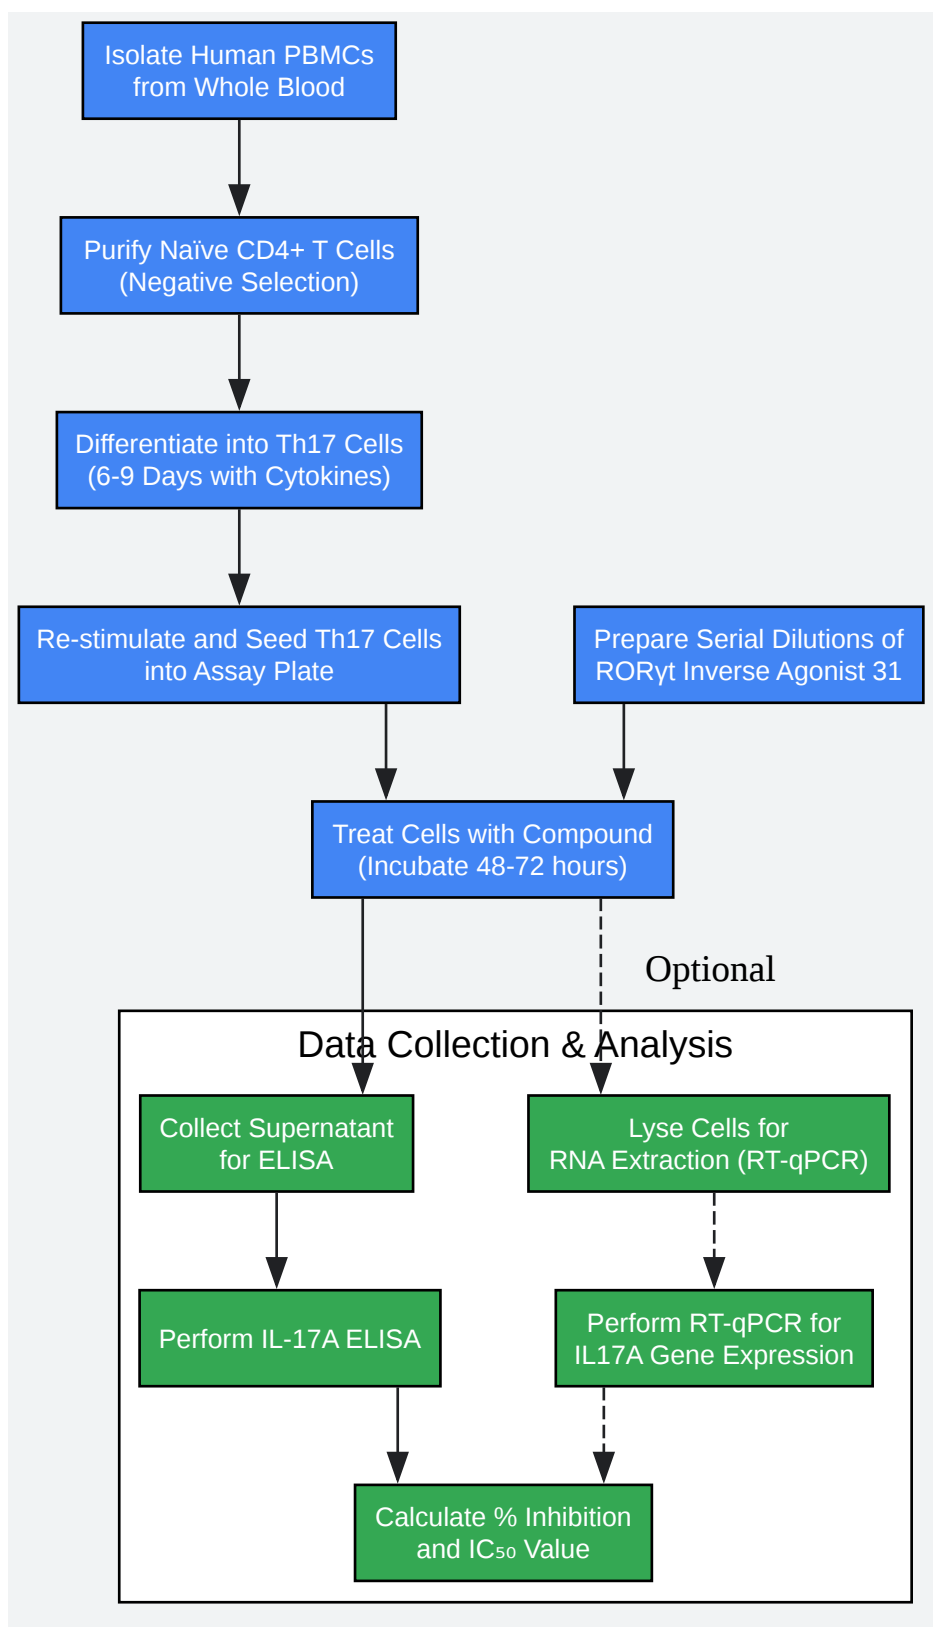 Isolate Human PBMCs
from Whole Blood
Purify Naïve CD4+ T Cells
(Negative Selection)
Differentiate into Th17 Cells
(6-9 Days with Cytokines)
Re-stimulate and Seed Th17 Cells
into Assay Plate
Prepare Serial Dilutions of
RORγt Inverse Agonist 31
Treat Cells with Compound
(Incubate 48-72 hours)
Optional
Data Collection & Analysis
Collect Supernatant
for ELISA
Lyse Cells for
RNA Extraction (RT-qPCR)
Perform IL-17A ELISA
Perform RT-qPCR for
IL17A Gene Expression
Calculate % Inhibition
and IC₅₀ Value